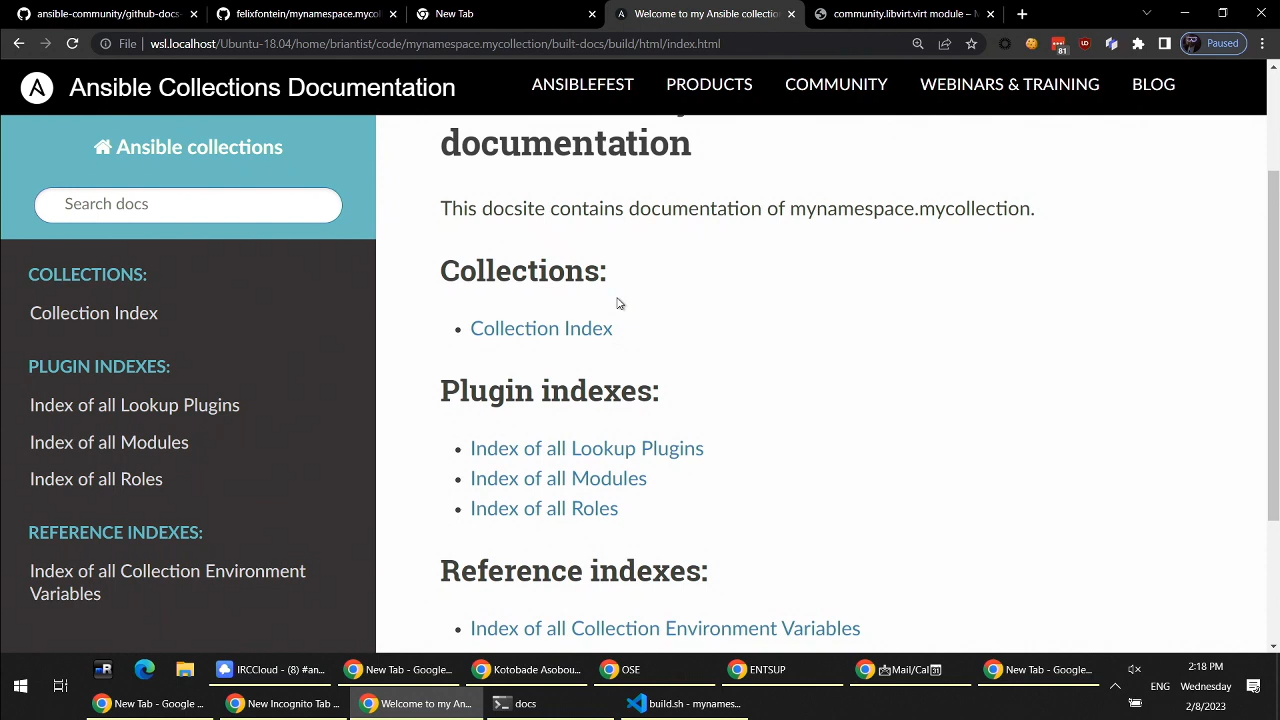 ansible-community/github-docs-
felixfontein/mynamespace.mycol
New Tab
Welcome to my Ansible collection
community.libvirt.virt module – M
File
wsl.localhost/Ubuntu-18.04/home/briantist/code/mynamespace.mycollection/built-docs/build/html/index.html
81
Paused
A
Ansible Collections Documentation
ANSIBLEFEST
PRODUCTS
COMMUNITY
WEBINARS & TRAINING
BLOG
Ansible collections
Search docs
COLLECTIONS:
Collection Index
PLUGIN INDEXES:
Index of all Lookup Plugins
Index of all Modules
Index of all Roles
REFERENCE INDEXES:
Index of all Collection Environment
Variables
documentation
This docsite contains documentation of mynamespace.mycollection.
Collections:
• Collection Index
Plugin indexes:
• Index of all Lookup Plugins
• Index of all Modules
• Index of all Roles
Reference indexes:
• Index of all Collection Environment Variables
IRCCloud - (8) #an...
New Tab - Google...
Kotobade Asobou...
OSE
ENTSUP
Mail/Cal
New Tab - Google...
New Tab - Google ...
New Incognito Tab ...
Welcome to my An...
docs
build.sh - mynames...
ENG
2:18 PM
Wednesday
2/8/2023